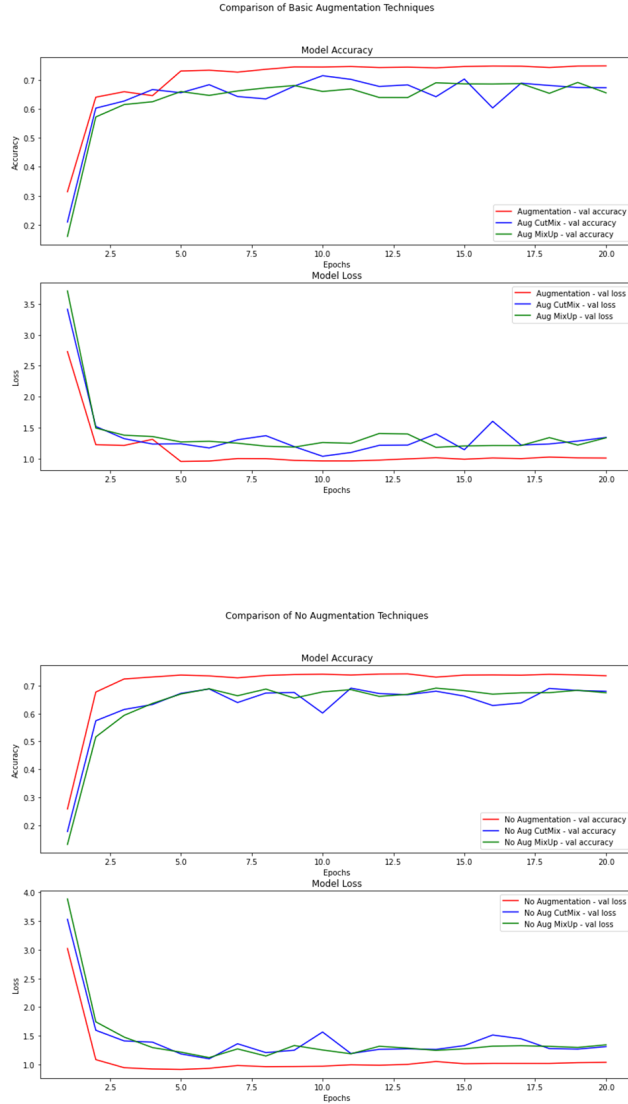 Comparison of Basic Augmentation Techniques
Model Accuracy
Accuracy
0.7
0.6
0.5
0.4
0.3
0.2
Augmentation - val accuracy
Aug CutMix - val accuracy
Aug MixUp - val accuracy
2.5 5.0 7.5 10.0 12.5 15.0 17.5 20.0
Epochs
Model Loss
Loss
3.5
3.0
2.5
2.0
1.5
1.0
Augmentation - val loss
Aug CutMix - val loss
Aug MixUp - val loss
2.5 5.0 7.5 10.0 12.5 15.0 17.5 20.0
Epochs
Comparison of No Augmentation Techniques
Model Accuracy
Accuracy
0.7
0.6
0.5
0.4
0.3
0.2
No Augmentation - val accuracy
No Aug CutMix - val accuracy
No Aug MixUp - val accuracy
2.5 5.0 7.5 10.0 12.5 15.0 17.5 20.0
Epochs
Model Loss
Loss
4.0
3.5
3.0
2.5
2.0
1.5
1.0
No Augmentation - val loss
No Aug CutMix - val loss
No Aug MixUp - val loss
2.5 5.0 7.5 10.0 12.5 15.0 17.5 20.0
Epochs